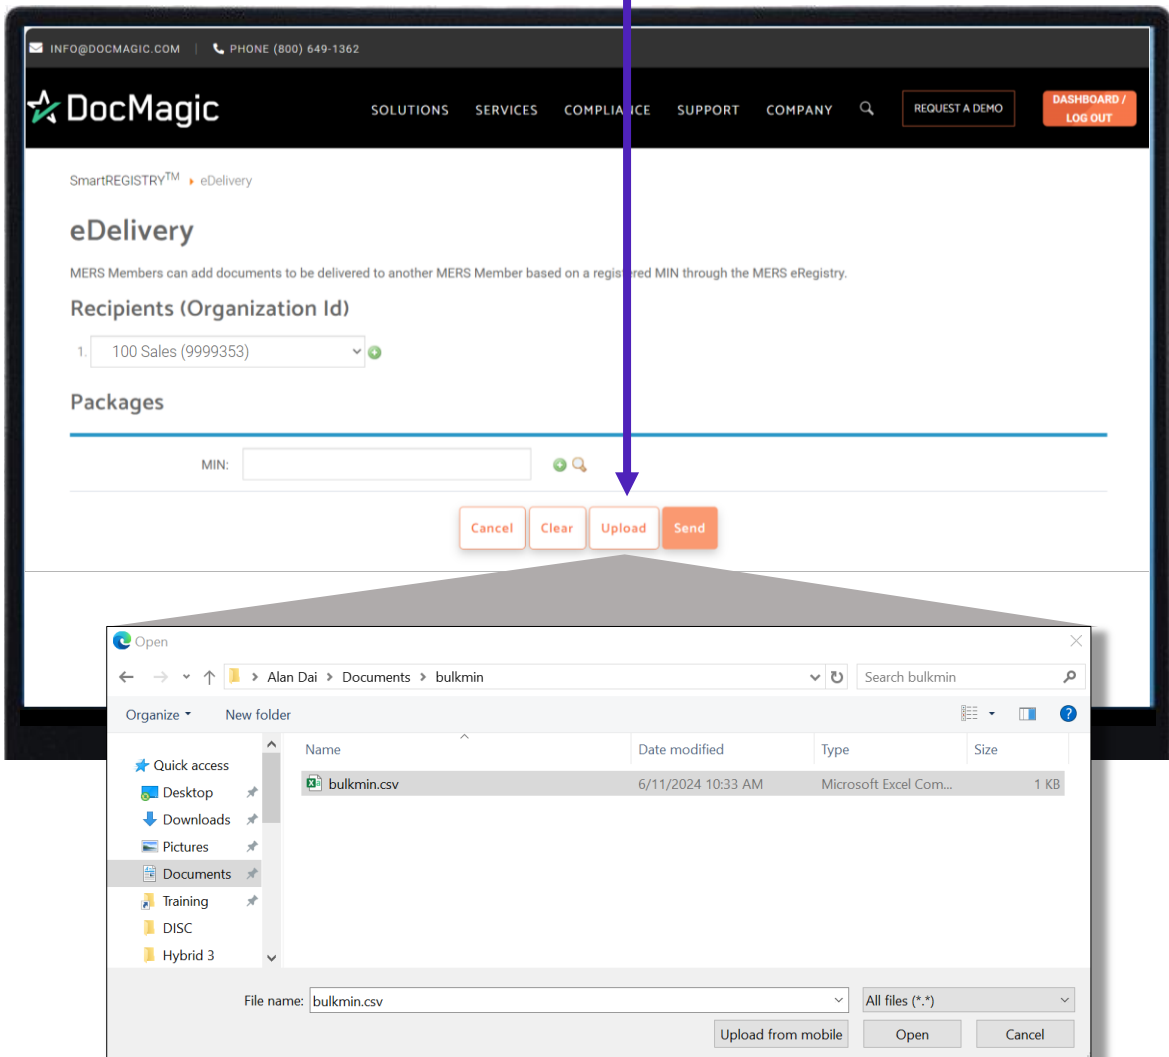 INFO@DOCMAGIC.COM | PHONE (800) 649-1362
DocMagic SOLUTIONS SERVICES COMPLIANCE SUPPORT COMPANY REQUEST A DEMO DASHBOARD /
LOG OUT
SmartREGISTRY™ eDelivery
eDelivery
MERS Members can add documents to be delivered to another MERS Member based on a registered MIN through the MERS eRegistry.
Recipients (Organization Id)
1. 100 Sales (9999353)
Packages
MIN:
Cancel Clear Upload Send
Open
Alan Dai > Documents > bulkmin Search bulkmin
Organize New folder
Name Date modified Type Size
Quick access
bulkmin.csv 6/11/2024 10:33 AM Microsoft Excel Com... 1 KB
Desktop
Downloads
Pictures
Documents
Training
DISC
Hybrid 3
File name: bulkmin.csv All files (*.*)
Upload from mobile Open Cancel